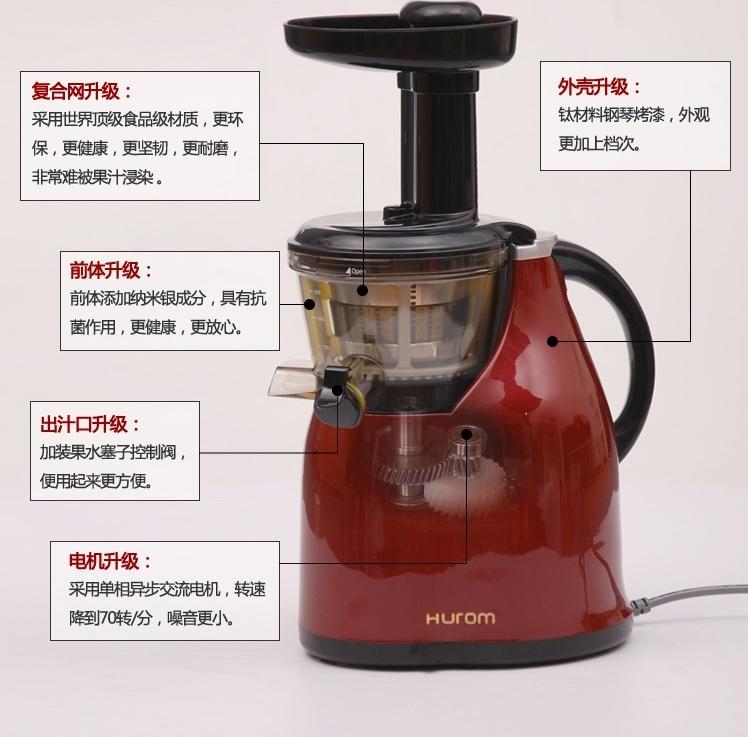 复合网升级：
采用世界顶级食品级材质，更环
保，更健康，更坚韧，更耐磨，
非常难被果汁浸染。
外壳升级：
钛材料钢琴烤漆，外观
更加上档次。
前体升级：
前体添加纳米银成分，具有抗
菌作用，更健康，更放心。
Open
出汁口升级：
加装果水塞子控制阀，
便用起来更方便。
电机升级：
采用单相异步交流电机，转速
降到70转/分，噪音更小。
Hurom